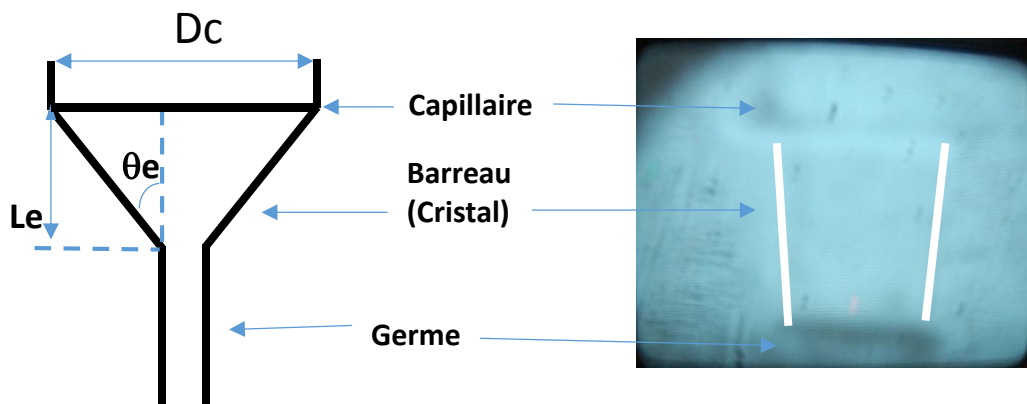 Dc
Capillaire
θe
Barreau
(Cristal)
Le
Germe